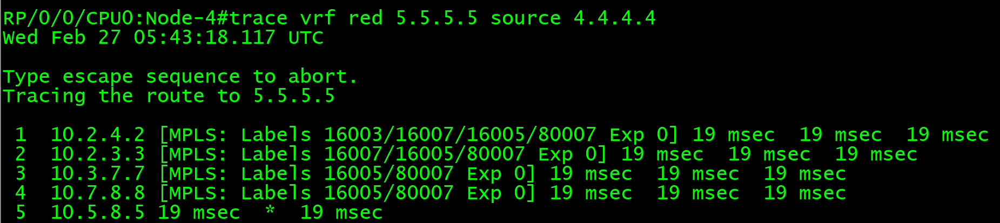 RP/0/0/CPU0:Node-4#trace vrf red 5.5.5.5 source 4.4.4.4
Wed Feb 27 05:43:18.117 UTC
Type escape sequence to abort.
Tracing the route to 5.5.5.5
1  10.2.4.2 [MPLS: Labels 16003/16007/16005/80007 Exp 0] 19 msec  19 msec  19 msec
2  10.2.3.3 [MPLS: Labels 16007/16005/80007 Exp 0] 19 msec  19 msec  19 msec
3  10.3.7.7 [MPLS: Labels 16005/80007 Exp 0] 19 msec  19 msec  19 msec
4  10.7.8.8 [MPLS: Labels 16005/80007 Exp 0] 19 msec  19 msec  19 msec
5  10.5.8.5 19 msec  *  19 msec